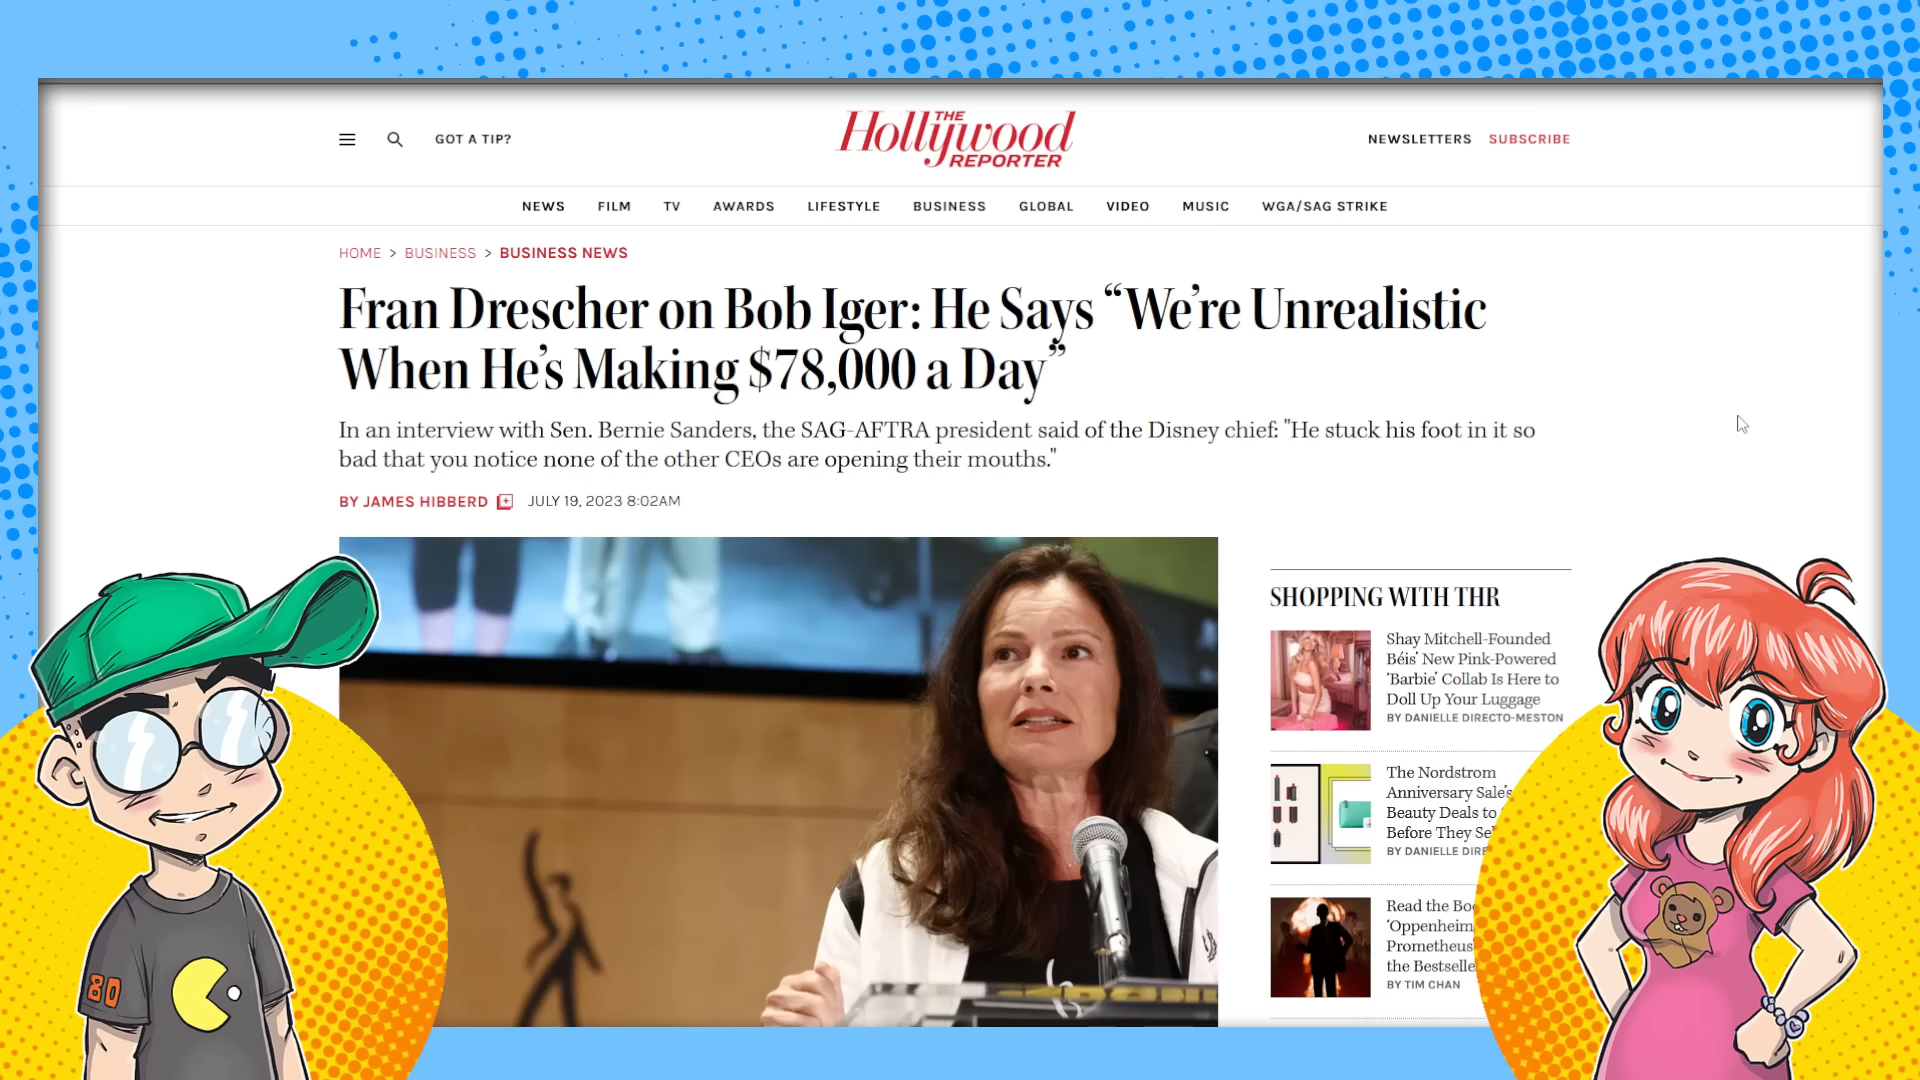 GOT A TIP?
THE
Hollywood
REPORTER
NEWSLETTERS SUBSCRIBE
NEWS FILM TV AWARDS LIFESTYLE BUSINESS GLOBAL VIDEO MUSIC WGA/SAG STRIKE
HOME > BUSINESS > BUSINESS NEWS
Fran Drescher on Bob Iger: He Says “We’re Unrealistic
When He’s Making $78,000 a Day”
In an interview with Sen. Bernie Sanders, the SAG-AFTRA president said of the Disney chief: "He stuck his foot in it so
bad that you notice none of the other CEOs are opening their mouths."
BY JAMES HIBBERD JULY 19, 2023 8:02AM
SHOPPING WITH THR
Shay Mitchell-Founded
Béis’ New Pink-Powered
‘Barbie’ Collab Is Here to
Doll Up Your Luggage
BY DANIELLE DIRECTO-MESTON
The Nordstrom
Anniversary Sale’s
Beauty Deals to
Before They
BY DANIELLE
Read the
‘Oppenheim
Prometheus
the
BY TIM CHAN
80